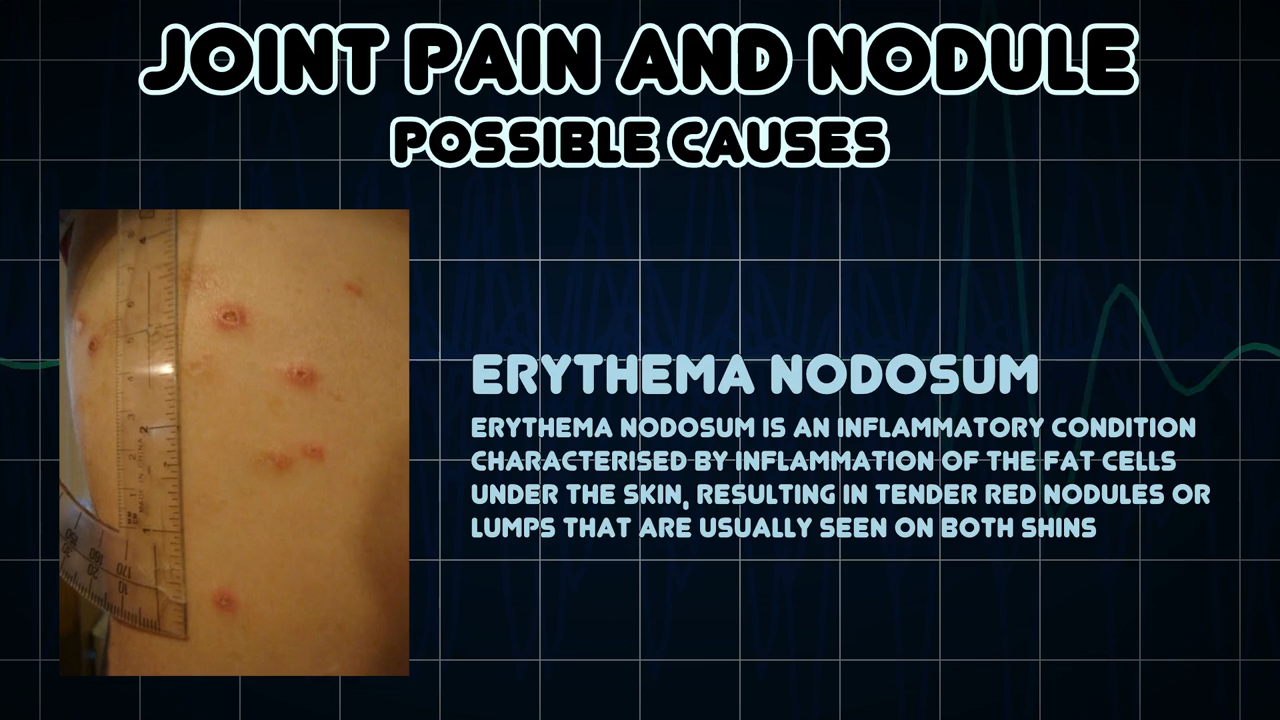 JOINT PAIN AND NODULE
POSSIBLE CAUSES
ERYTHEMA NODOSUM
ERYTHEMA NODOSUM IS AN INFLAMMATORY CONDITION
CHARACTERISED BY INFLAMMATION OF THE FAT CELLS
UNDER THE SKIN, RESULTING IN TENDER RED NODULES OR
LUMPS THAT ARE USUALLY SEEN ON BOTH SHINS